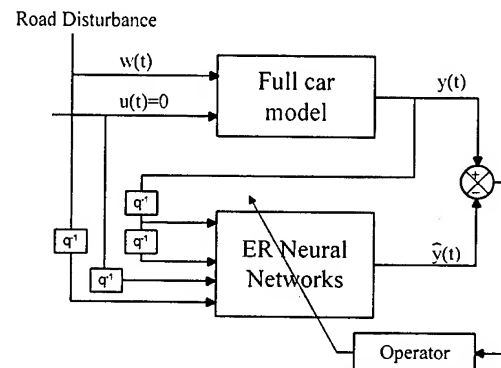 Road Disturbance
w(t)
u(t)=0
Full car
model
y(t)
q⁻¹
q⁻¹
q⁻¹
q⁻¹
ER Neural
Networks
+
−
ŷ(t)
Operator